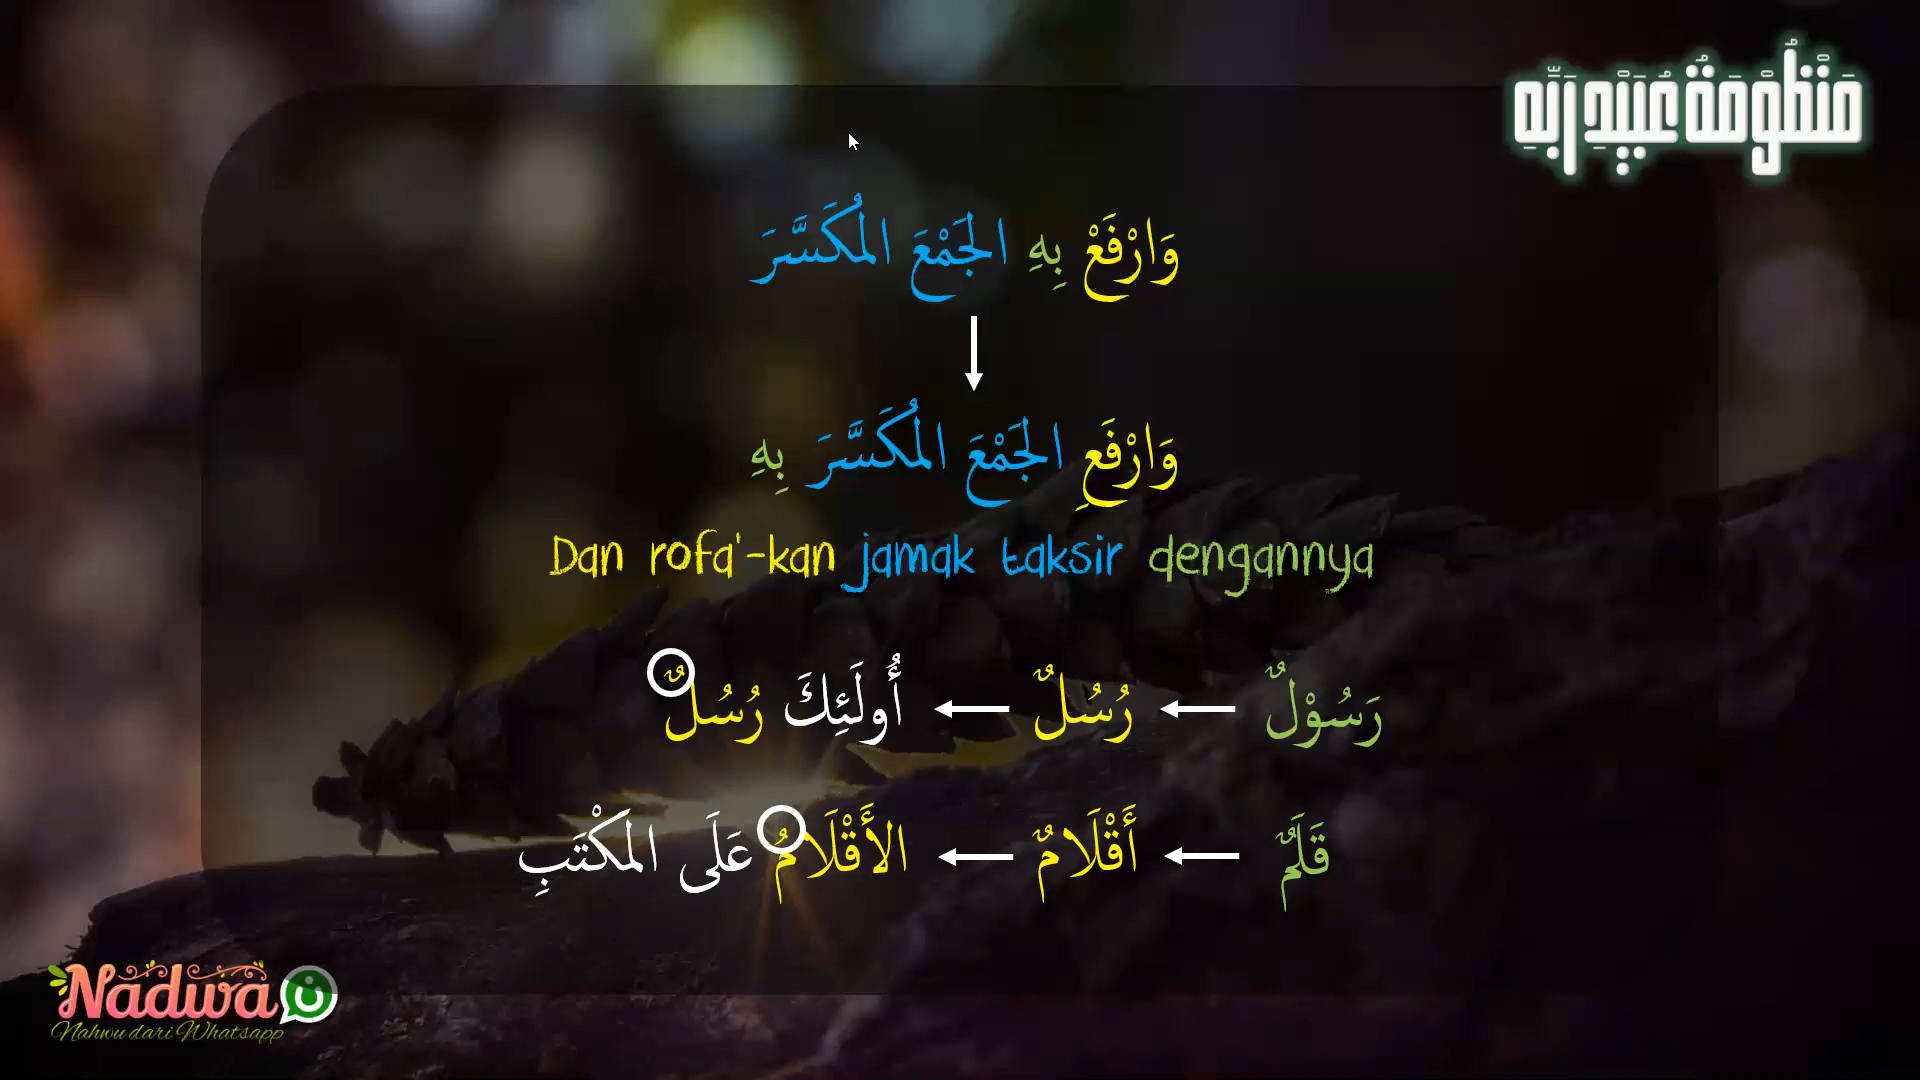 مَنْظُوْمَةُ عُبَيْدِ رَبِّهِ
وَارْفَعْ بِهِ الجَمْعَ المُكَسَّرَ
وَارْفَعِ الجَمْعَ المُكَسَّرَ بِهِ
Dan rofa'-kan jamak taksir dengannya
رَسُوْلٌ ← رُسُلٌ ← أُولَئِكَ رُسُلٌ
قَلَمٌ ← أَقْلَامٌ ← الأَقْلَامُ عَلَى المَكْتَبِ
Nadwa ن
Nahwu dari Whatsapp